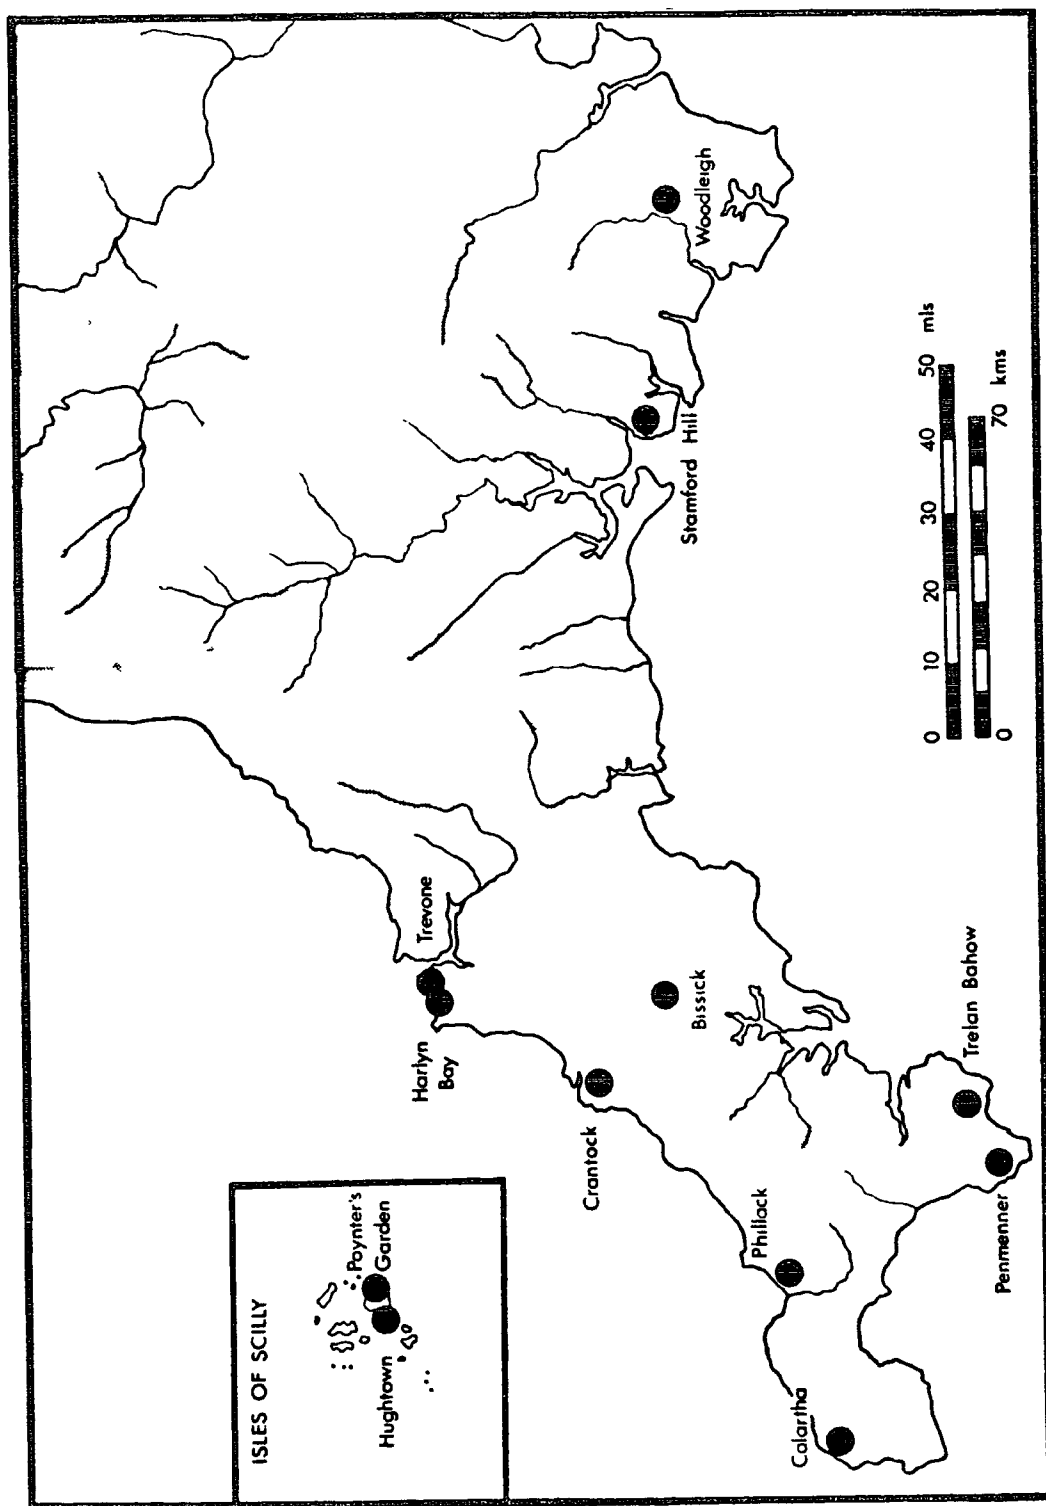 ISLES OF SCILLY
Poynter's
Garden
Hughtown
Trevone
Harlyn
Bay
Crantock
Bissick
Phillack
Calartha
Penmenner
Trelan Bahow
Stamford Hill
Woodleigh
0 10 20 30 40 50 mls
0 70 kms